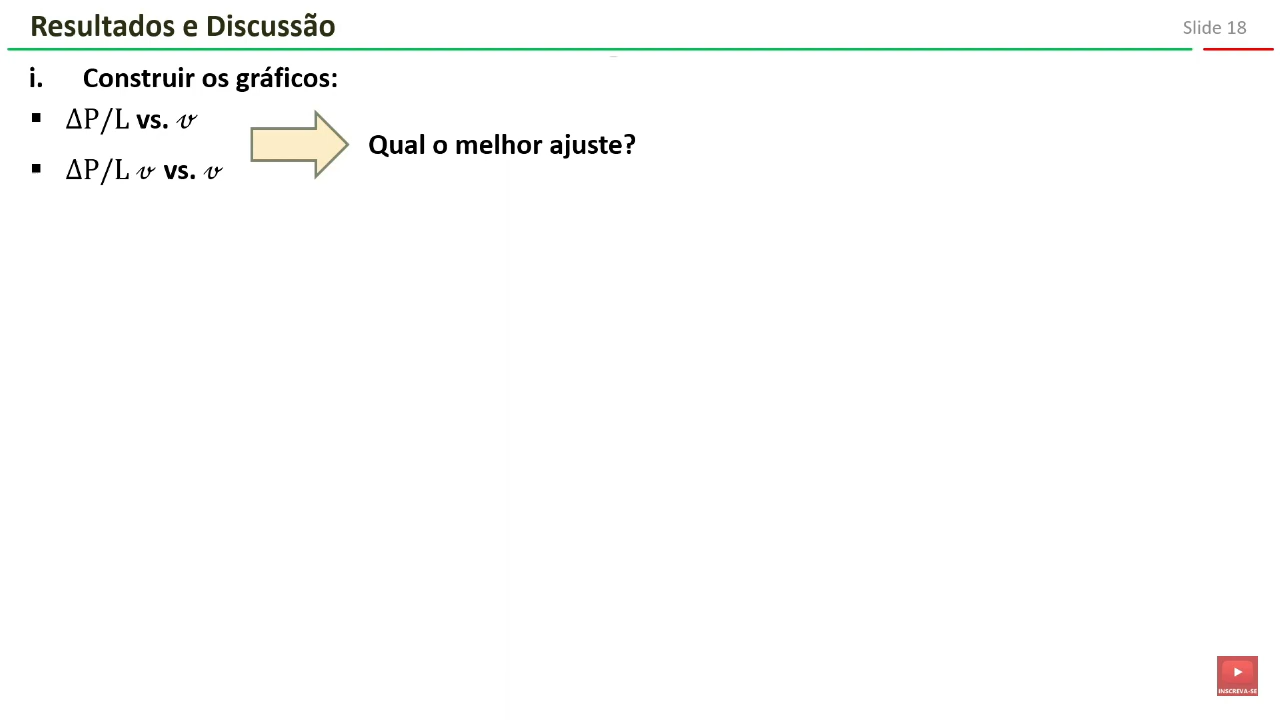 Resultados e Discussão
Slide 18
i. Construir os gráficos:
▪ ΔP/L vs. 𝓋
Qual o melhor ajuste?
▪ ΔP/L 𝓋 vs. 𝓋
INSCREVA-SE